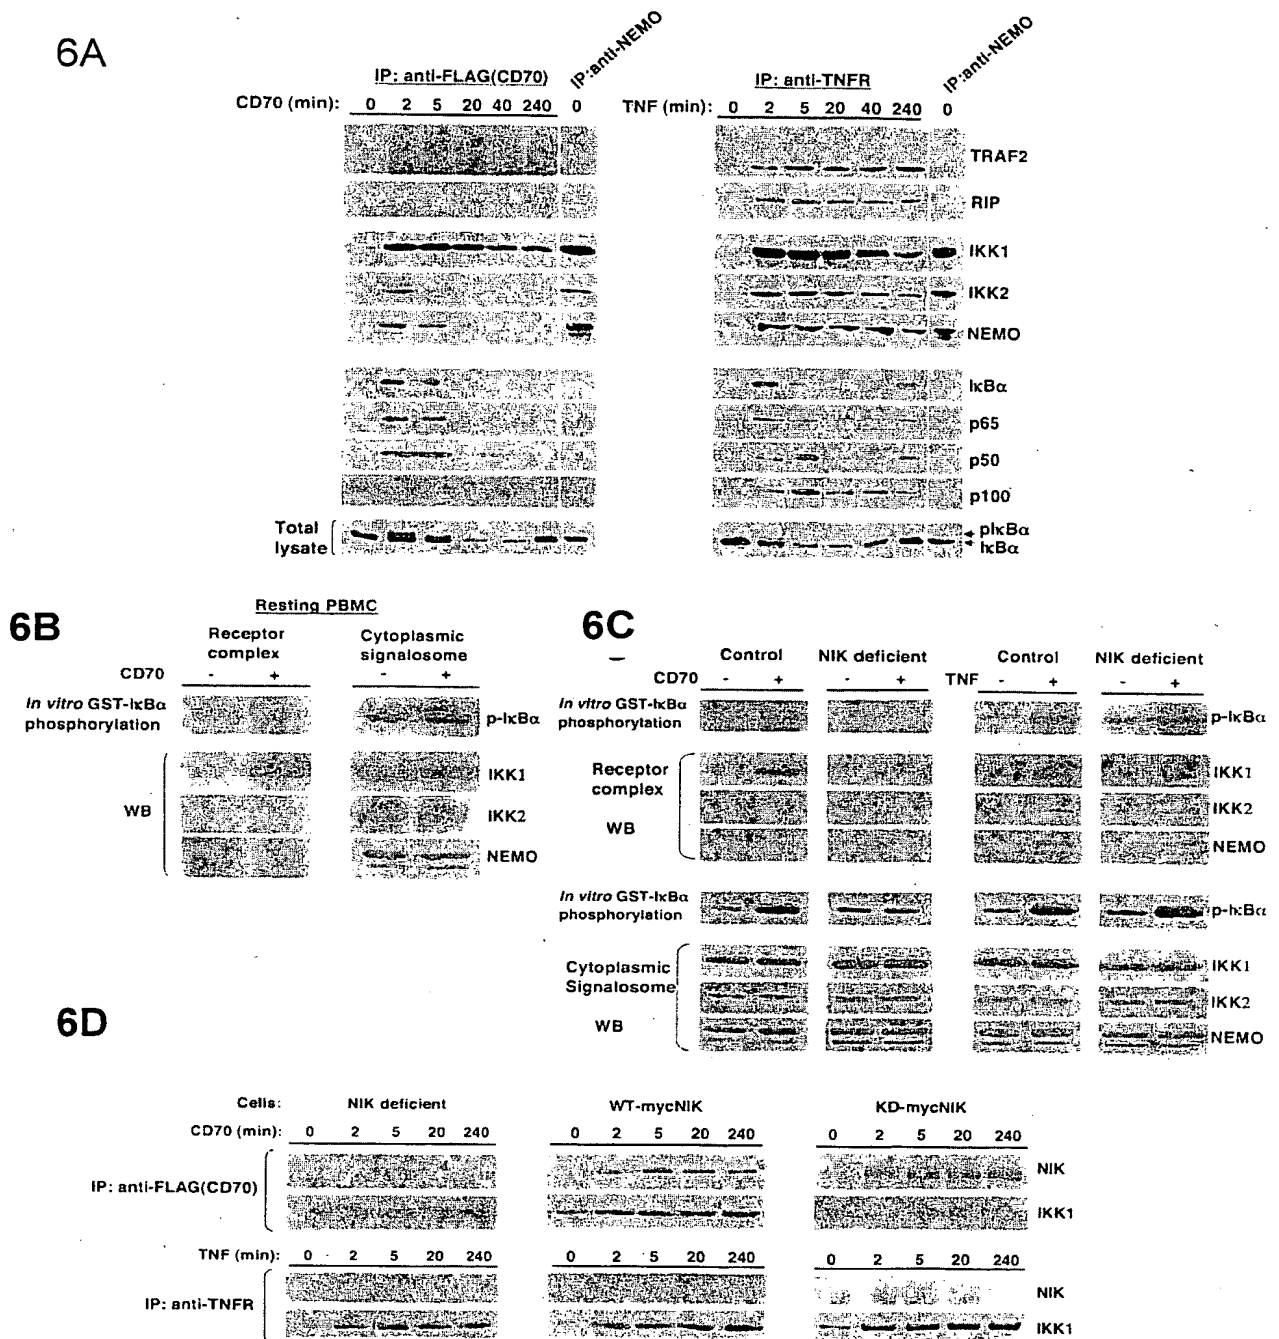 6A
IP: anti-FLAG(CD70)
IP:anti-NEMO
IP: anti-TNFR
IP:anti-NEMO
CD70 (min): 0 2 5 20 40 240 0
TNF (min): 0 2 5 20 40 240 0
TRAF2
RIP
IKK1
IKK2
NEMO
IκBα
p65
p50
p100
Total
lysate
pIκBα
IκBα
6B
Resting PBMC
Receptor
complex
Cytoplasmic
signalosome
CD70 - + - +
In vitro GST-IκBα
phosphorylation
p-IκBα
WB
IKK1
IKK2
NEMO
6C
Control NIK deficient Control NIK deficient
CD70 - + - + TNF - + - +
In vitro GST-IκBα
phosphorylation
p-IκBα
Receptor
complex
WB
IKK1
IKK2
NEMO
In vitro GST-IκBα
phosphorylation
p-IκBα
Cytoplasmic
Signalosome
WB
IKK1
IKK2
NEMO
6D
Cells: NIK deficient WT-mycNIK KD-mycNIK
CD70 (min): 0 2 5 20 240 0 2 5 20 240 0 2 5 20 240
IP: anti-FLAG(CD70)
NIK
IKK1
TNF (min): 0 2 5 20 240 0 2 5 20 240 0 2 5 20 240
IP: anti-TNFR
NIK
IKK1